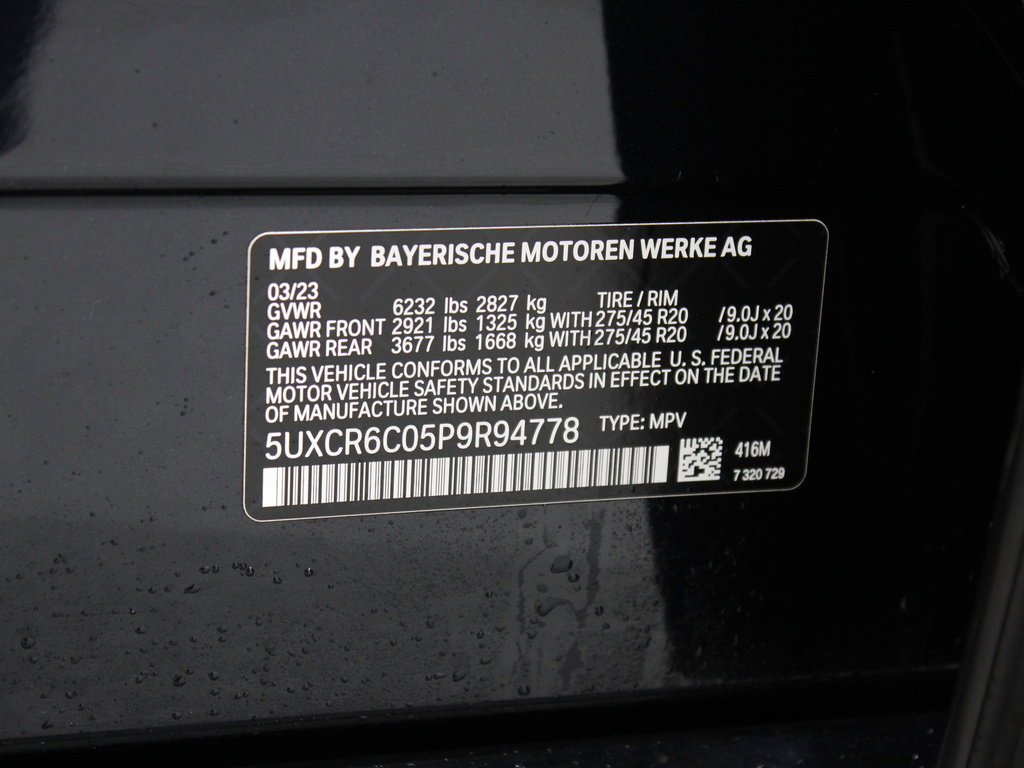 MFD BY BAYERISCHE MOTOREN WERKE AG
03/23
GVWR 6232 lbs 2827 kg TIRE / RIM
GAWR FRONT 2921 lbs 1325 kg WITH 275/45 R20 / 9.0J x 20
GAWR REAR 3677 lbs 1668 kg WITH 275/45 R20 / 9.0J x 20
THIS VEHICLE CONFORMS TO ALL APPLICABLE U. S. FEDERAL
MOTOR VEHICLE SAFETY STANDARDS IN EFFECT ON THE DATE
OF MANUFACTURE SHOWN ABOVE.
5UXCR6C05P9R94778 TYPE: MPV
416M
7 320 729